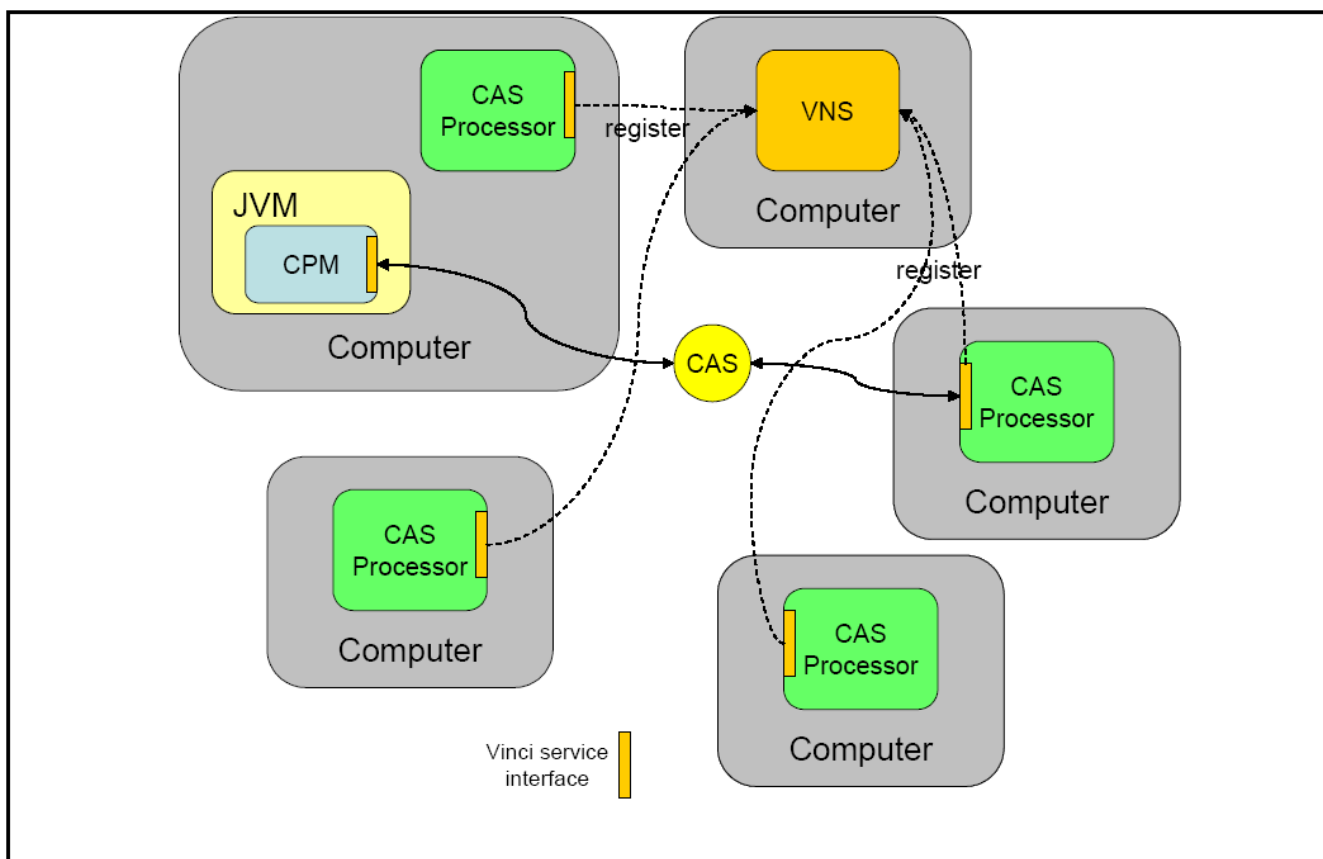 CAS
Processor
register
VNS
Computer
JVM
CPM
Computer
register
CAS
CAS
Processor
Computer
CAS
Processor
Computer
CAS
Processor
Computer
Vinci service
interface